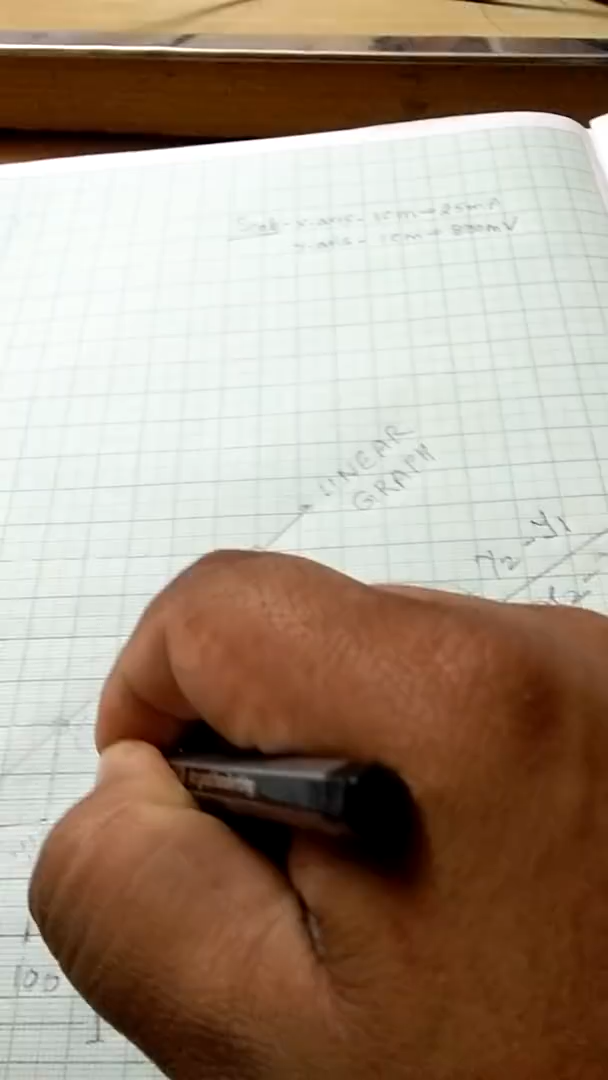 Scale - X-axis - 1cm → 25mA
Y-axis - 1cm → 800mV
LINEAR
GRAPH
Y2 - Y1
100
I